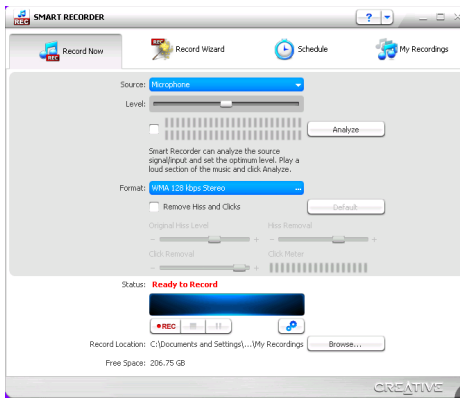 REC SMART RECORDER ?
REC Record Now Record Wizard Schedule My Recordings
Source: Microphone
Level:
Analyze
Smart Recorder can analyze the source
signal/input and set the optimum level. Play a
loud section of the music and click Analyze.
Format: WMA 128 kbps Stereo ...
Remove Hiss and Clicks Default
Original Hiss Level Hiss Removal
- + - +
Click Removal Click Meter
- +
Status: Ready to Record
REC
Record Location: C:\Documents and Settings\...\My Recordings Browse...
Free Space: 206.75 GB
CREATIVE